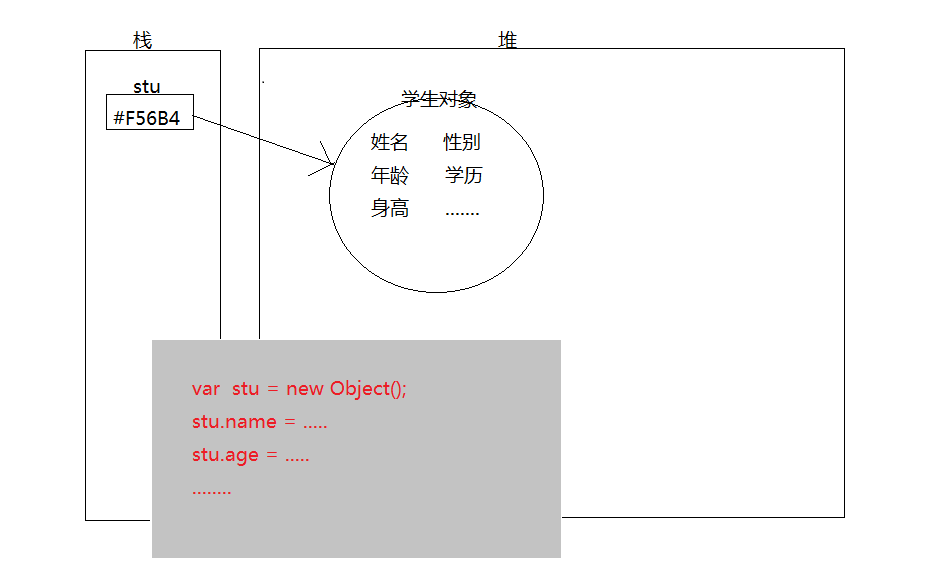 栈
堆
stu
#F56B4
学生对象
姓名 性别
年龄 学历
身高 .......
var stu = new Object();
stu.name = .....
stu.age = .....
........